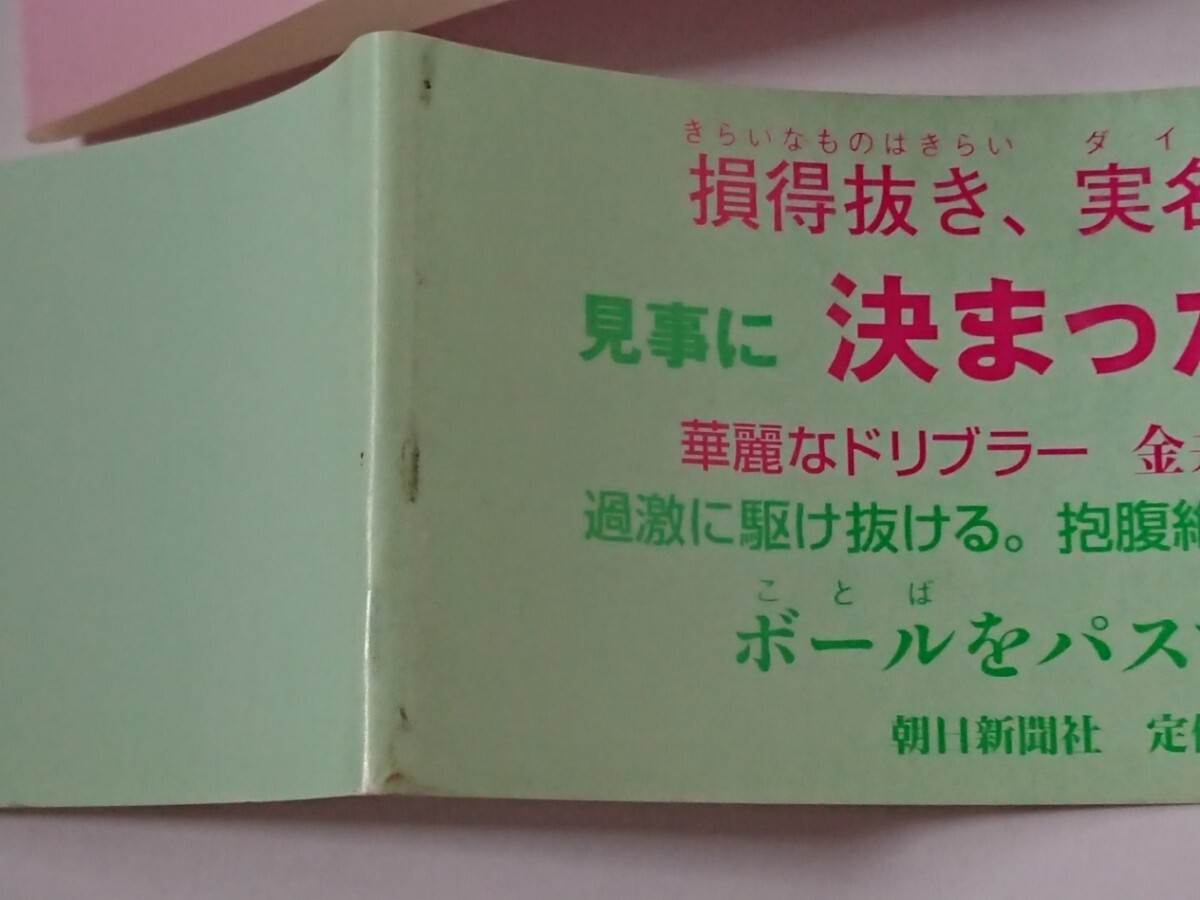 きらいなものはきらい ダイ
損得抜き、実名
見事に 決まった
華麗なドリブラー 金
過激に駆け抜ける。抱腹絶
ことば
ボールをパス
朝日新聞社 定価